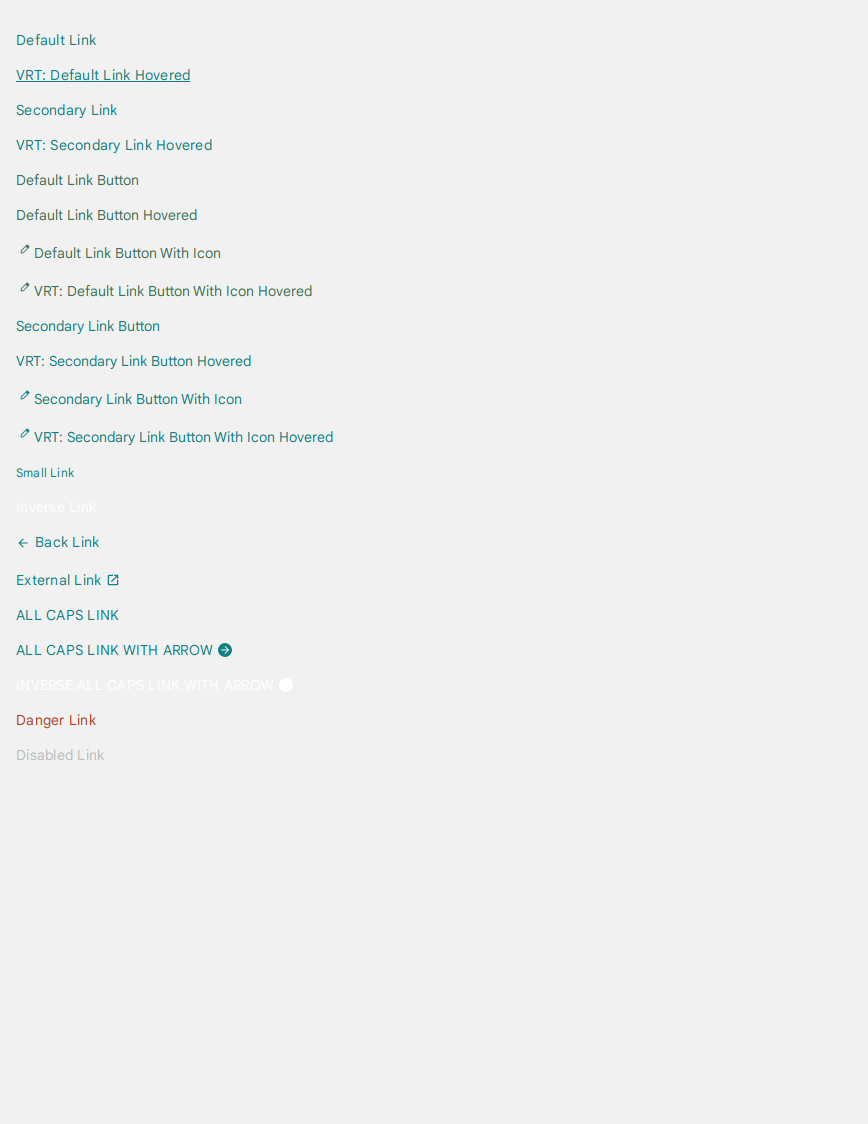 Default Link
VRT: Default Link Hovered
Secondary Link
VRT: Secondary Link Hovered
Default Link Button
Default Link Button Hovered
Default Link Button With Icon
VRT: Default Link Button With Icon Hovered
Secondary Link Button
VRT: Secondary Link Button Hovered
Secondary Link Button With Icon
VRT: Secondary Link Button With Icon Hovered
Small Link
Inverse Link
Back Link
External Link
ALL CAPS LINK
ALL CAPS LINK WITH ARROW
INVERSE ALL CAPS LINK WITH ARROW
Danger Link
Disabled Link